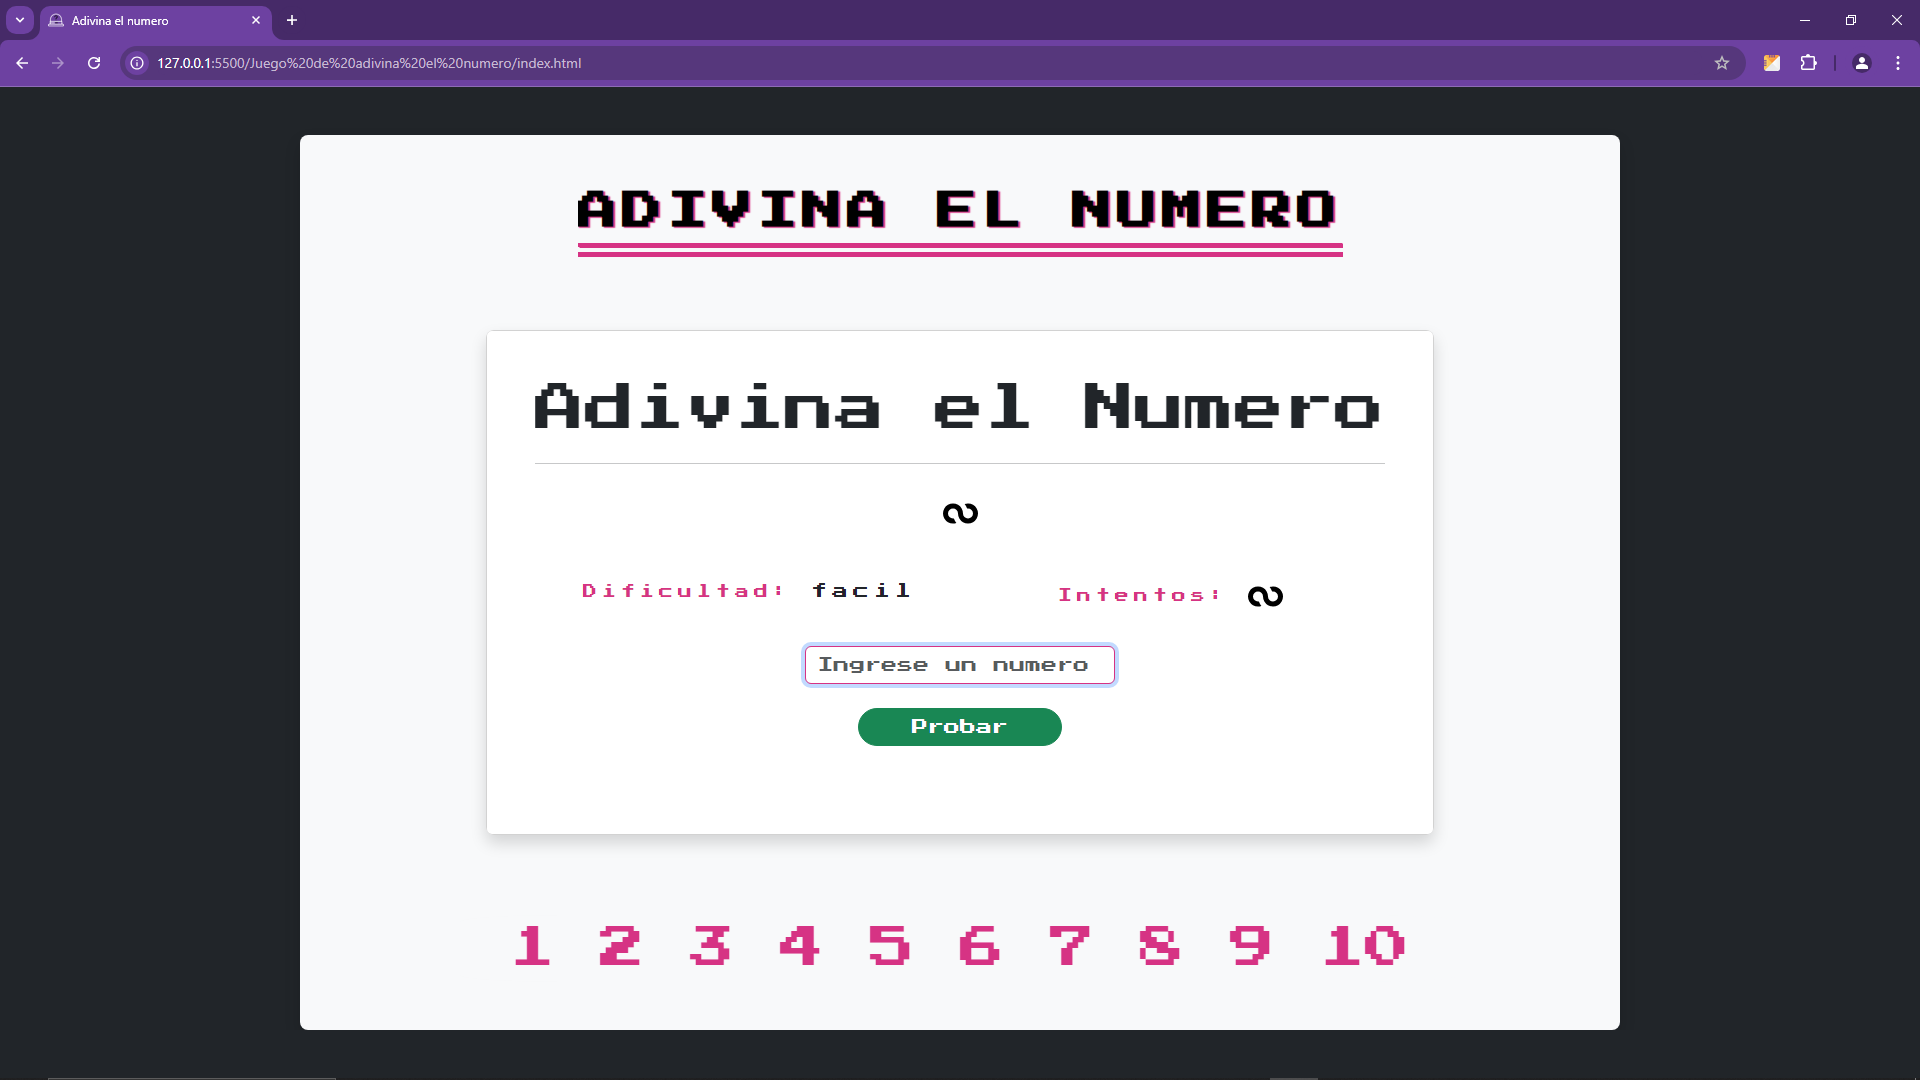 Adivina el numero
127.0.0.1:5500/Juego%20de%20adivina%20el%20numero/index.html
ADIVINA EL NUMERO
Adivina el Numero
∞
Dificultad: facil Intentos: ∞
Ingrese un numero
Probar
1 2 3 4 5 6 7 8 9 10